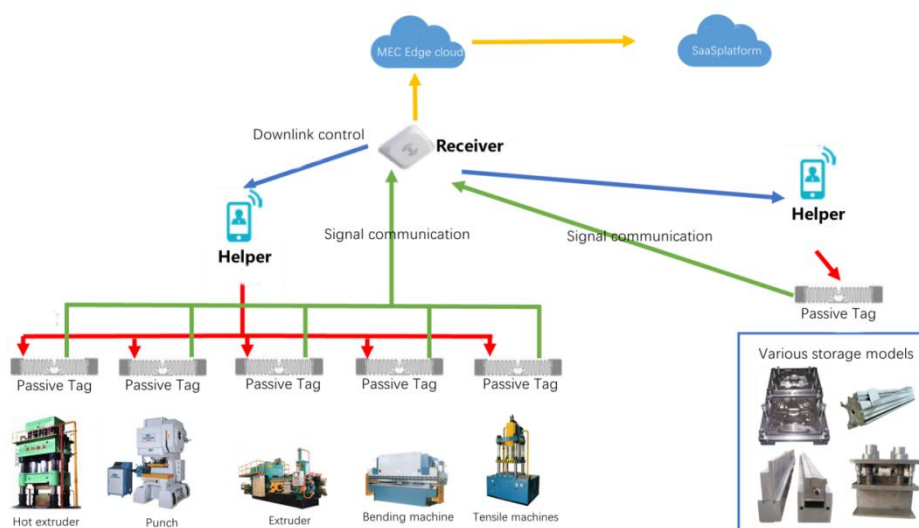 MEC Edge cloud
SaaSplatform
Downlink control
Receiver
Helper
Helper
Signal communication
Signal communication
Passive Tag
Passive Tag
Passive Tag
Passive Tag
Passive Tag
Passive Tag
Various storage models
Hot extruder
Punch
Extruder
Bending machine
Tensile machines